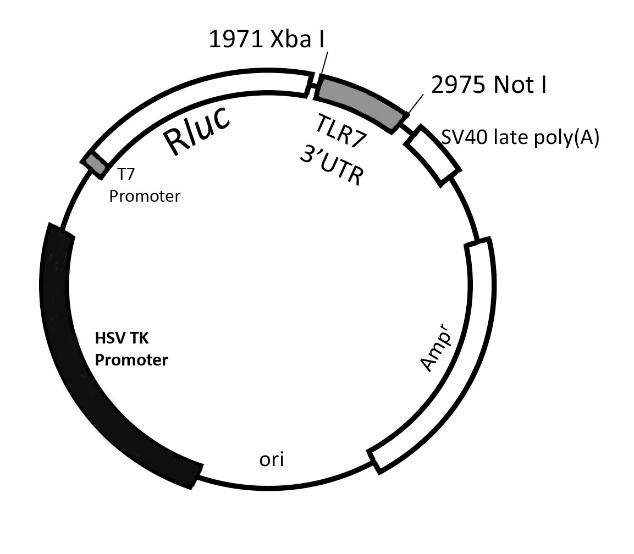 1971 Xba I
2975 Not I
Rluc
TLR7
3’UTR
SV40 late poly(A)
T7
Promoter
HSV TK
Promoter
Ampʳ
ori